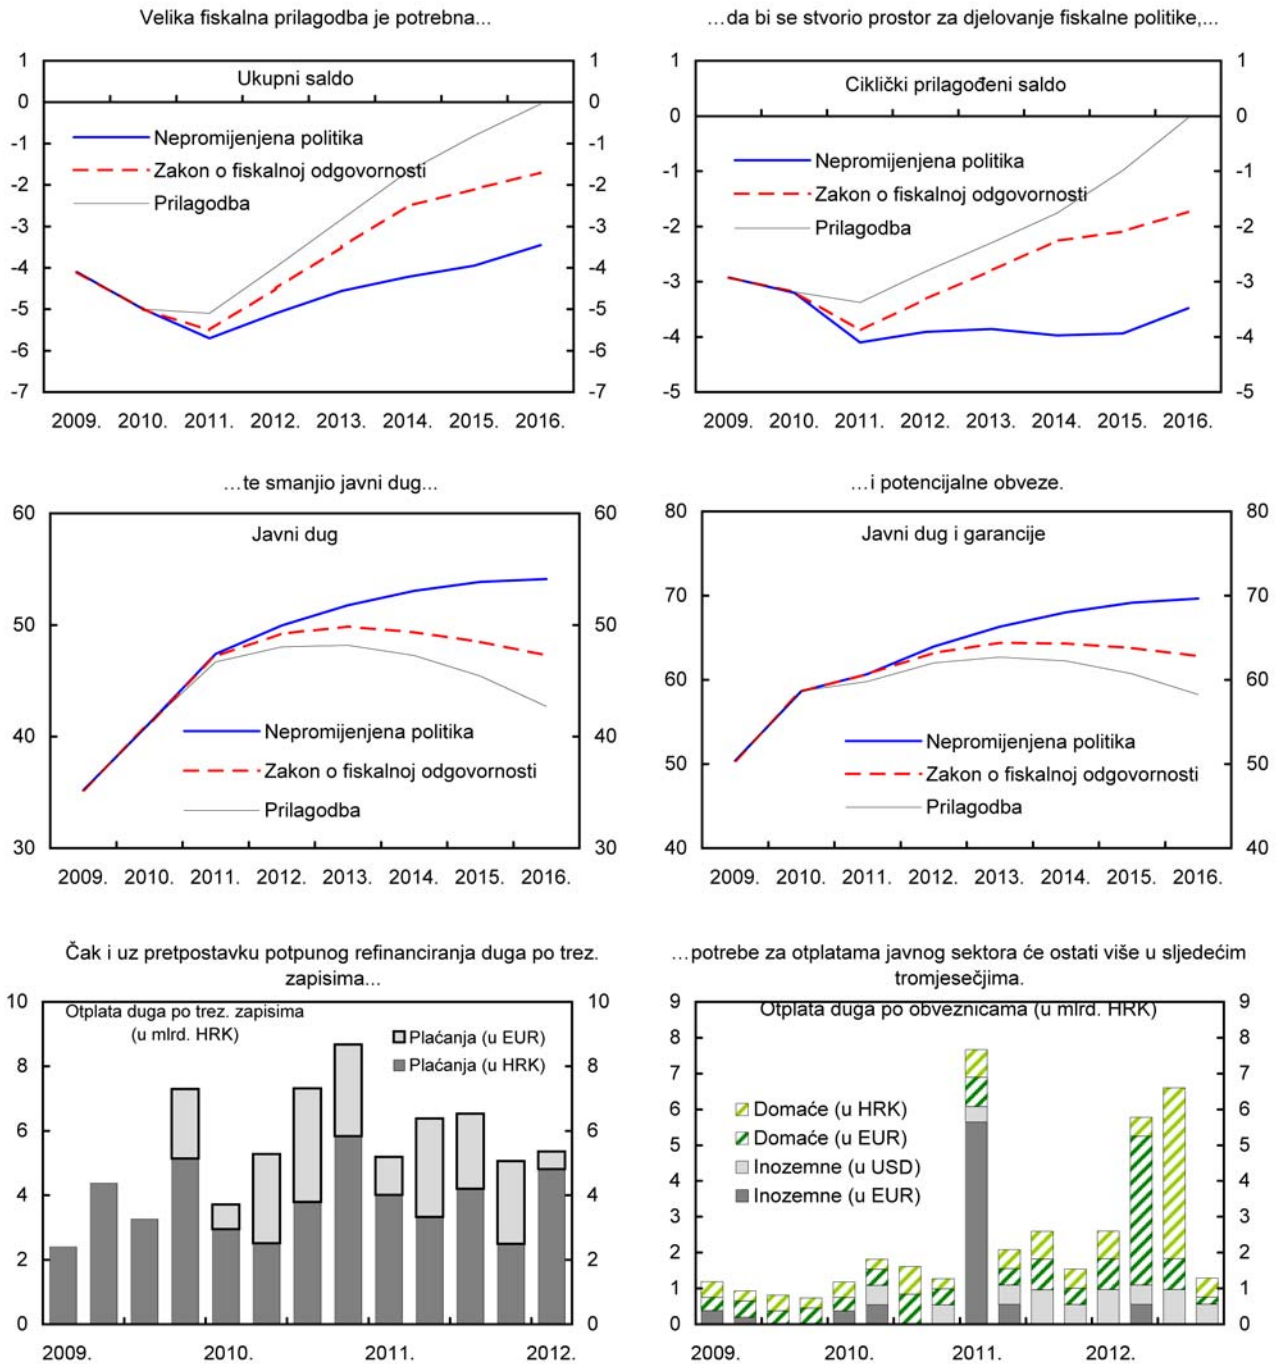 Velika fiskalna prilagodba je potrebna...
1
0
-1
-2
-3
-4
-5
-6
-7
Ukupni saldo
Nepromijenjena politika
Zakon o fiskalnoj odgovornosti
Prilagodba
1
0
-1
-2
-3
-4
-5
-6
-7
2009. 2010. 2011. 2012. 2013. 2014. 2015. 2016.
...da bi se stvorio prostor za djelovanje fiskalne politike,...
1
0
-1
-2
-3
-4
-5
Ciklički prilagođeni saldo
Nepromijenjena politika
Zakon o fiskalnoj odgovornosti
Prilagodba
1
0
-1
-2
-3
-4
-5
2009. 2010. 2011. 2012. 2013. 2014. 2015. 2016.
...te smanjio javni dug...
60
50
40
30
Javni dug
Nepromijenjena politika
Zakon o fiskalnoj odgovornosti
Prilagodba
60
50
40
30
2009. 2010. 2011. 2012. 2013. 2014. 2015. 2016.
...i potencijalne obveze.
80
70
60
50
40
Javni dug i garancije
Nepromijenjena politika
Zakon o fiskalnoj odgovornosti
Prilagodba
80
70
60
50
40
2009. 2010. 2011. 2012. 2013. 2014. 2015. 2016.
Čak i uz pretpostavku potpunog refinanciranja duga po trez.
zapisima...
10
8
6
4
2
0
Otplata duga po trez. zapisima
(u mlrd. HRK)
Plaćanja (u EUR)
Plaćanja (u HRK)
10
8
6
4
2
0
2009. 2010. 2011. 2012.
...potrebe za otplatama javnog sektora će ostati više u sljedećim
tromjesečjima.
9
8
7
6
5
4
3
2
1
0
Otplata duga po obveznicama (u mlrd. HRK)
Domaće (u HRK)
Domaće (u EUR)
Inozemne (u USD)
Inozemne (u EUR)
9
8
7
6
5
4
3
2
1
0
2009. 2010. 2011. 2012.